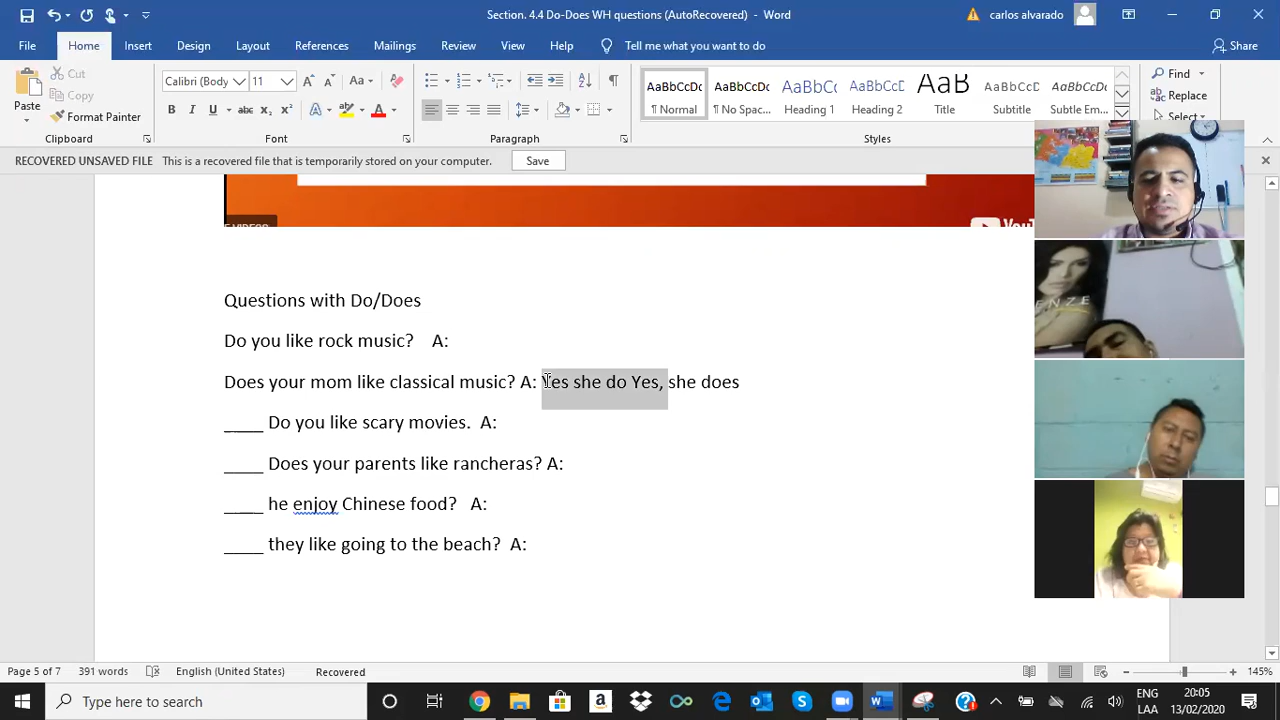 Section. 4.4 Do-Does WH questions (AutoRecovered) - Word
carlos alvarado
File Home Insert Design Layout References Mailings Review View Help Tell me what you want to do Share
Paste
Cut
Copy
Format Painter
Calibri (Body 11
AaBbCcDc AaBbCcDc AaBbCc AaBbCcC AaB AaBbCcC AaBbCcDc
¶ Normal ¶ No Spac... Heading 1 Heading 2 Title Subtitle Subtle Em...
Find
Replace
Select
Clipboard Font Paragraph Styles
RECOVERED UNSAVED FILE This is a recovered file that is temporarily stored on your computer. Save
Questions with Do/Does
Do you like rock music? A:
Does your mom like classical music? A: Yes she do Yes, she does
____ Do you like scary movies. A:
____ Does your parents like rancheras? A:
____ he enjoy Chinese food? A:
____ they like going to the beach? A:
ENZE
Page 5 of 7 391 words English (United States) Recovered 145%
Type here to search
ENG 20:05
LAA 13/02/2020